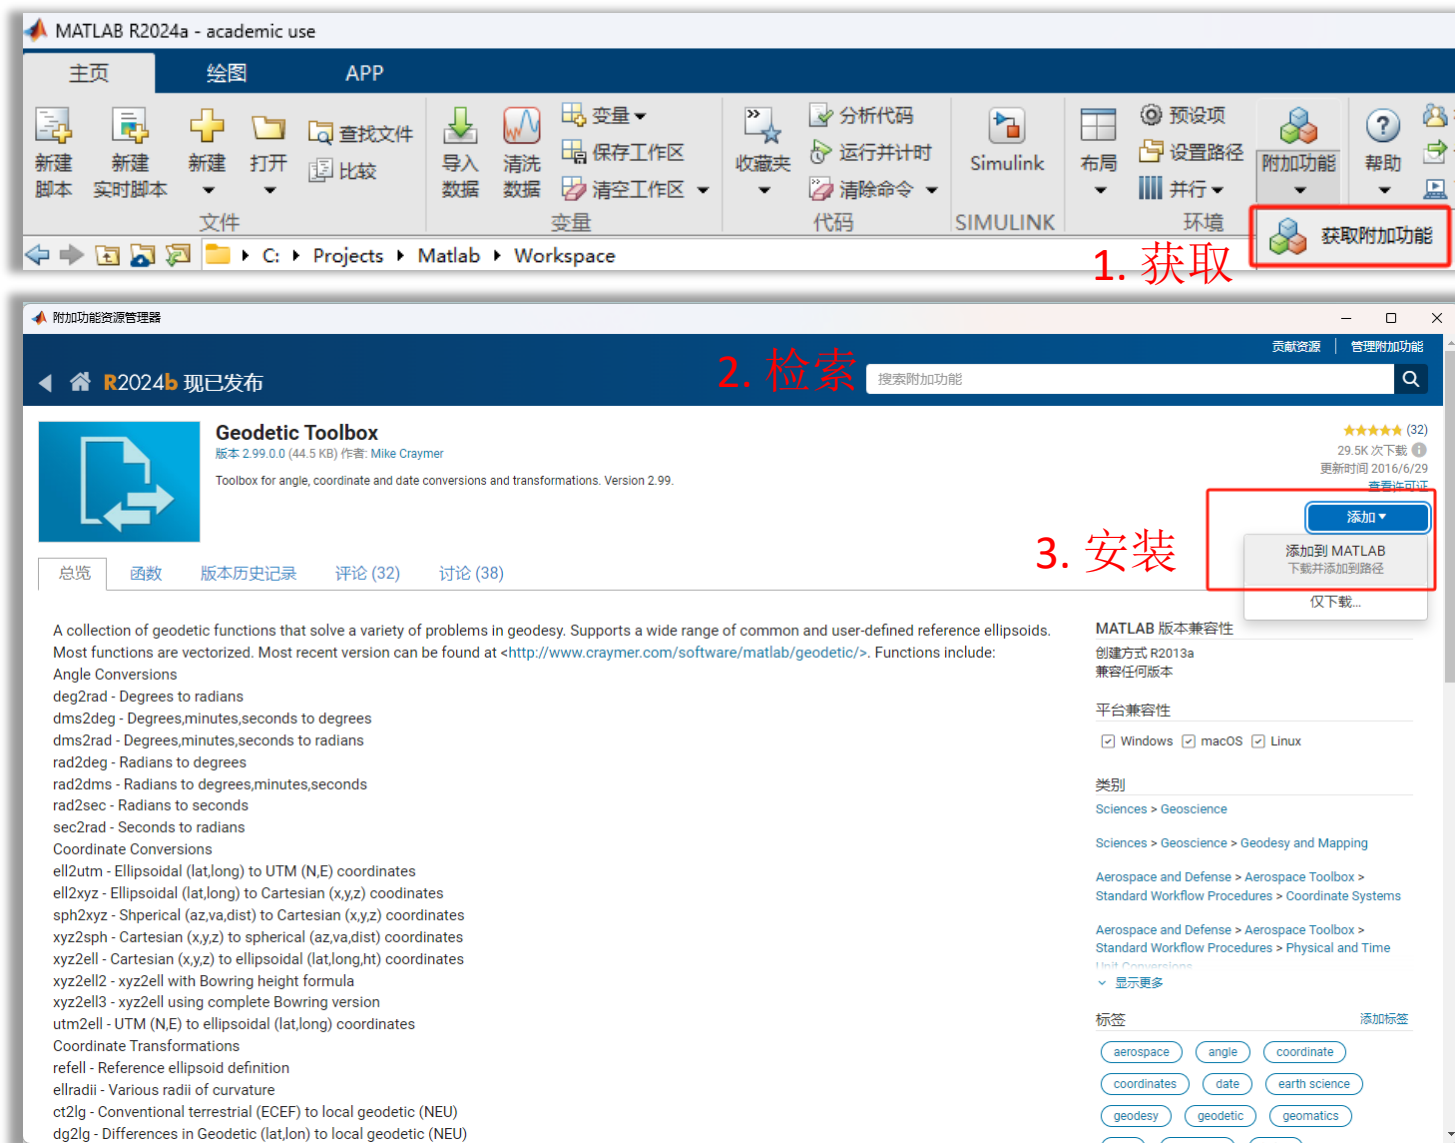 MATLAB R2024a - academic use
主页 绘图 APP
新建脚本 新建实时脚本 新建 打开 查找文件 比较 导入数据 清洗数据 变量 保存工作区 清空工作区 收藏夹 分析代码 运行并计时 清除命令 Simulink 布局 预设项 设置路径 并行 附加功能 帮助
文件 变量 代码 SIMULINK 环境
获取附加功能
C: Projects Matlab Workspace
1. 获取
附加功能资源管理器
贡献资源 管理附加功能
R2024b 现已发布
2. 检索
搜索附加功能
Geodetic Toolbox
版本 2.99.0.0 (44.5 KB) 作者: Mike Craymer
Toolbox for angle, coordinate and date conversions and transformations. Version 2.99.
(32)
29.5K 次下载
更新时间 2016/6/29
查看许可证
添加
3. 安装
添加到 MATLAB
下载并添加到路径
仅下载...
总览 函数 版本历史记录 评论 (32) 讨论 (38)
A collection of geodetic functions that solve a variety of problems in geodesy. Supports a wide range of common and user-defined reference ellipsoids.
Most functions are vectorized. Most recent version can be found at <http://www.craymer.com/software/matlab/geodetic/>. Functions include:
Angle Conversions
deg2rad - Degrees to radians
dms2deg - Degrees,minutes,seconds to degrees
dms2rad - Degrees,minutes,seconds to radians
rad2deg - Radians to degrees
rad2dms - Radians to degrees,minutes,seconds
rad2sec - Radians to seconds
sec2rad - Seconds to radians
Coordinate Conversions
ell2utm - Ellipsoidal (lat,long) to UTM (N,E) coordinates
ell2xyz - Ellipsoidal (lat,long) to Cartesian (x,y,z) coodinates
sph2xyz - Shperical (az,va,dist) to Cartesian (x,y,z) coordinates
xyz2sph - Cartesian (x,y,z) to spherical (az,va,dist) coordinates
xyz2ell - Cartesian (x,y,z) to ellipsoidal (lat,long,ht) coordinates
xyz2ell2 - xyz2ell with Bowring height formula
xyz2ell3 - xyz2ell using complete Bowring version
utm2ell - UTM (N,E) to ellipsoidal (lat,long) coordinates
Coordinate Transformations
refell - Reference ellipsoid definition
ellradii - Various radii of curvature
ct2lg - Conventional terrestrial (ECEF) to local geodetic (NEU)
dg2lg - Differences in Geodetic (lat,lon) to local geodetic (NEU)
MATLAB 版本兼容性
创建方式 R2013a
兼容任何版本
平台兼容性
Windows macOS Linux
类别
Sciences > Geoscience
Sciences > Geoscience > Geodesy and Mapping
Aerospace and Defense > Aerospace Toolbox >
Standard Workflow Procedures > Coordinate Systems
Aerospace and Defense > Aerospace Toolbox >
Standard Workflow Procedures > Physical and Time
Unit Conversions
显示更多
标签 添加标签
aerospace angle coordinate
coordinates date earth science
geodesy geodetic geomatics